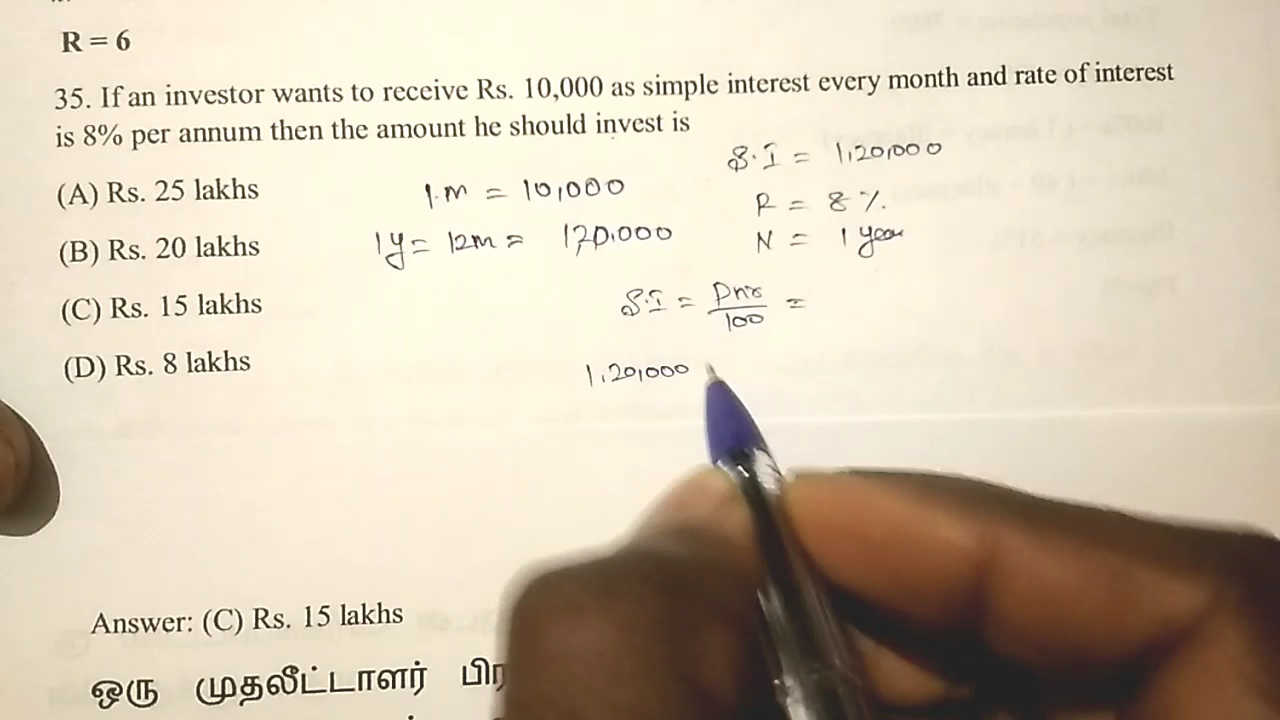 R = 6
35. If an investor wants to receive Rs. 10,000 as simple interest every month and rate of interest
is 8% per annum then the amount he should invest is
S.I = 1,20,000
(A) Rs. 25 lakhs
1.M = 10,000
R = 8 %.
(B) Rs. 20 lakhs
1y = 12m = 120,000
N = 1 year
(C) Rs. 15 lakhs
S.I = Pnr/100 =
(D) Rs. 8 lakhs
1,20,000
Answer: (C) Rs. 15 lakhs
ஒரு முதலீட்டாளர்